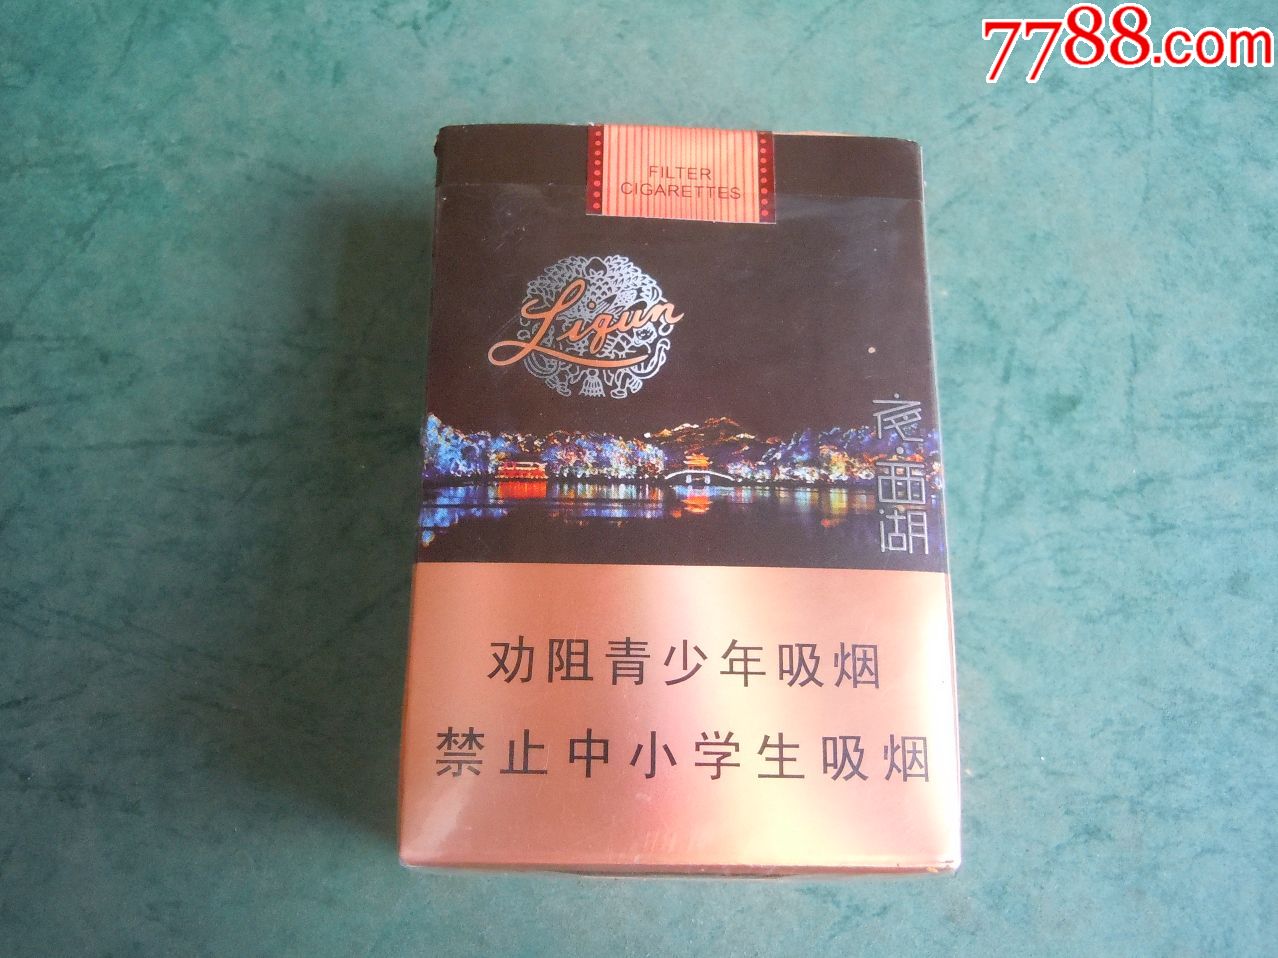 7788.com
FILTER
CIGARETTES
Liqun
夜·西湖
劝阻青少年吸烟
禁止中小学生吸烟